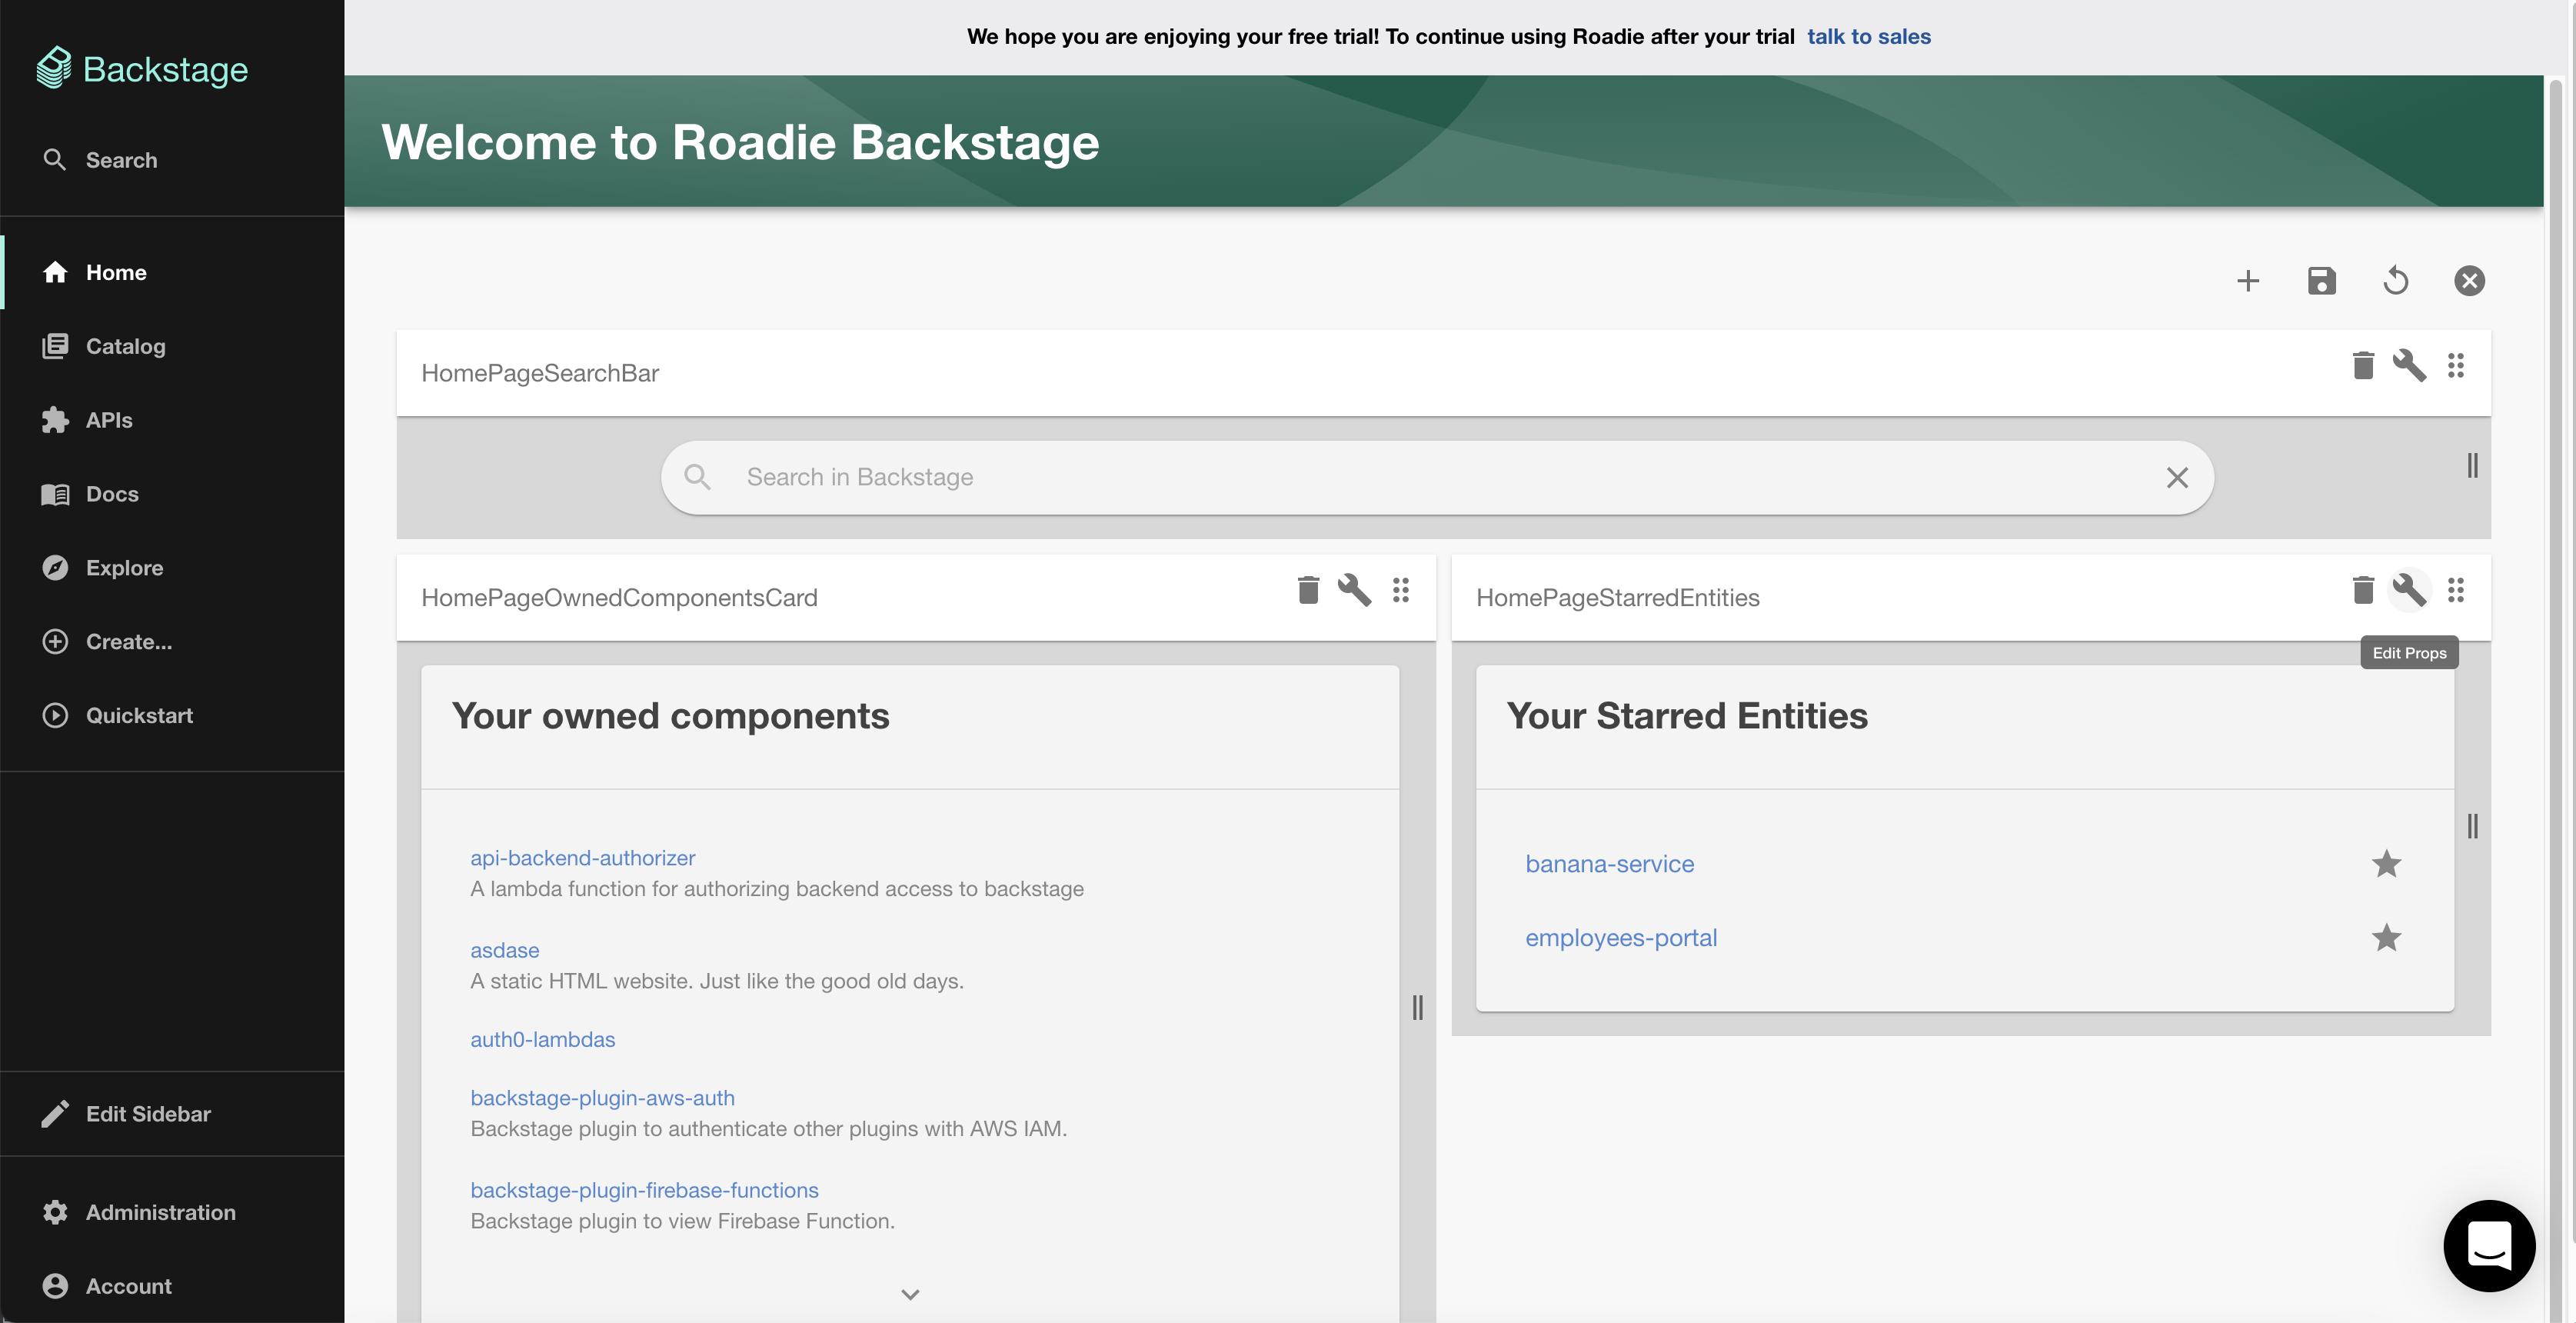 We hope you are enjoying your free trial! To continue using Roadie after your trial talk to sales
Backstage
Search
Home
Catalog
APIs
Docs
Explore
Create...
Quickstart
Edit Sidebar
Administration
Account
Welcome to Roadie Backstage
HomePageSearchBar
Search in Backstage
HomePageOwnedComponentsCard
Your owned components
api-backend-authorizer
A lambda function for authorizing backend access to backstage
asdase
A static HTML website. Just like the good old days.
auth0-lambdas
backstage-plugin-aws-auth
Backstage plugin to authenticate other plugins with AWS IAM.
backstage-plugin-firebase-functions
Backstage plugin to view Firebase Function.
HomePageStarredEntities
Edit Props
Your Starred Entities
banana-service
employees-portal